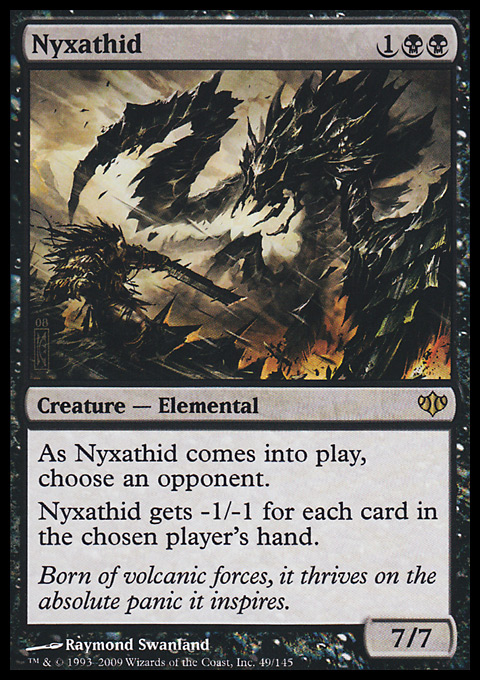 Nyxathid 1
08
Creature — Elemental
As Nyxathid comes into play,
choose an opponent.
Nyxathid gets -1/-1 for each card in
the chosen player's hand.
Born of volcanic forces, it thrives on the
absolute panic it inspires.
Raymond Swanland
7/7
™ & © 1993–2009 Wizards of the Coast, Inc. 49/145